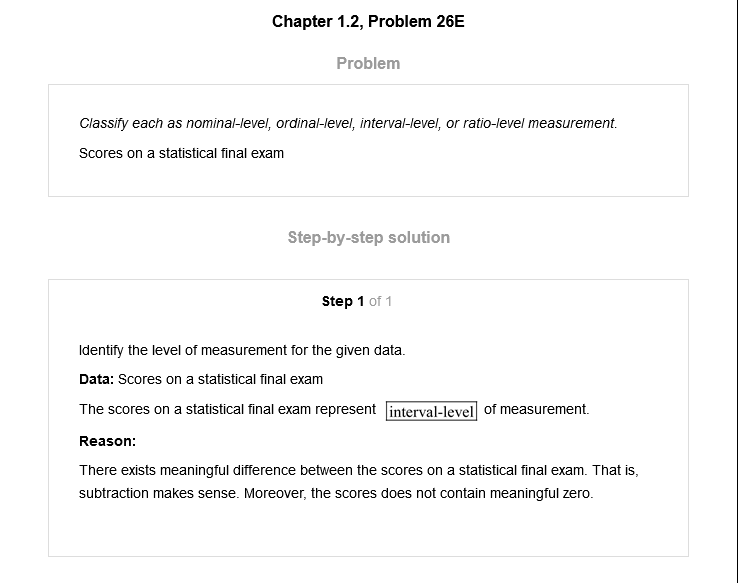 Chapter 1.2, Problem 26E
Problem
Classify each as nominal-level, ordinal-level, interval-level, or ratio-level measurement.
Scores on a statistical final exam
Step-by-step solution
Step 1 of 1
Identify the level of measurement for the given data.
Data: Scores on a statistical final exam
The scores on a statistical final exam represent interval-level of measurement.
Reason:
There exists meaningful difference between the scores on a statistical final exam. That is,
subtraction makes sense. Moreover, the scores does not contain meaningful zero.